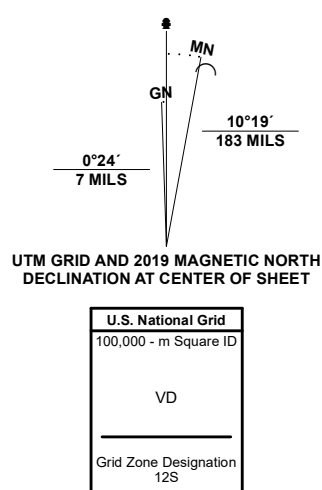 MN
GN
10°19´
183 MILS
0°24´
7 MILS
UTM GRID AND 2019 MAGNETIC NORTH
DECLINATION AT CENTER OF SHEET
U.S. National Grid
100,000 - m Square ID
VD
Grid Zone Designation
12S